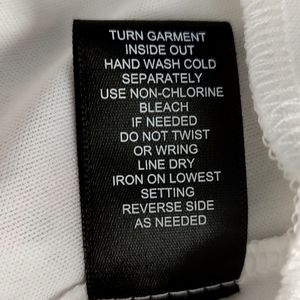 TURN GARMENT
INSIDE OUT
HAND WASH COLD
SEPARATELY
USE NON-CHLORINE
BLEACH
IF NEEDED
DO NOT TWIST
OR WRING
LINE DRY
IRON ON LOWEST
SETTING
REVERSE SIDE
AS NEEDED